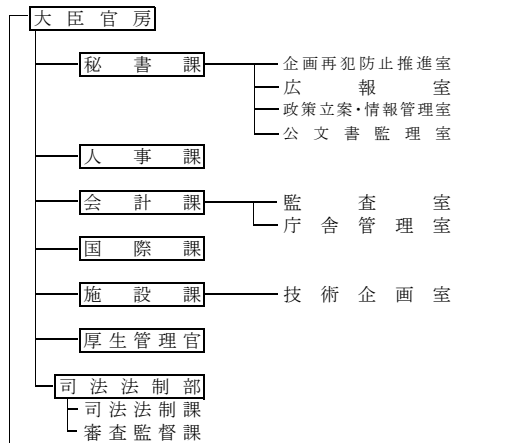 大臣官房
秘書課
企画再犯防止推進室
広報室
政策立案・情報管理室
公文書監理室
人事課
会計課
監査室
庁舎管理室
国際課
施設課
技術企画室
厚生管理官
司法法制部
司法法制課
審査監督課